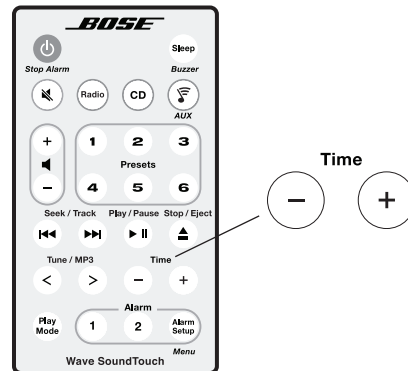 BOSE
Sleep
Stop Alarm Buzzer
Radio CD
AUX
+ 1 2 3
Presets
− 4 5 6
Seek / Track Play / Pause Stop / Eject
Tune / MP3 Time
< > − +
Alarm
Play Mode 1 2 Alarm Setup
Menu
Wave SoundTouch
Time
− +